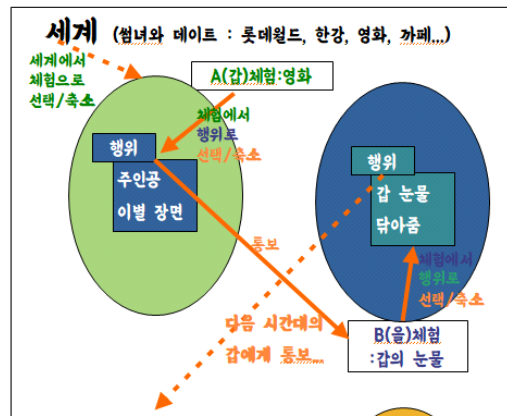 세계 (썸녀와 데이트 : 롯데월드, 한강, 영화, 까페...)
세계에서
체험으로
선택/축소
A(갑)체험:영화
체험에서
행위로
선택/축소
행위
주인공
이별 장면
통보
행위
갑 눈물
닦아줌
체험에서
행위로
선택/축소
다음 시간대의
갑에게 통보...
B(을)체험
:갑의 눈물